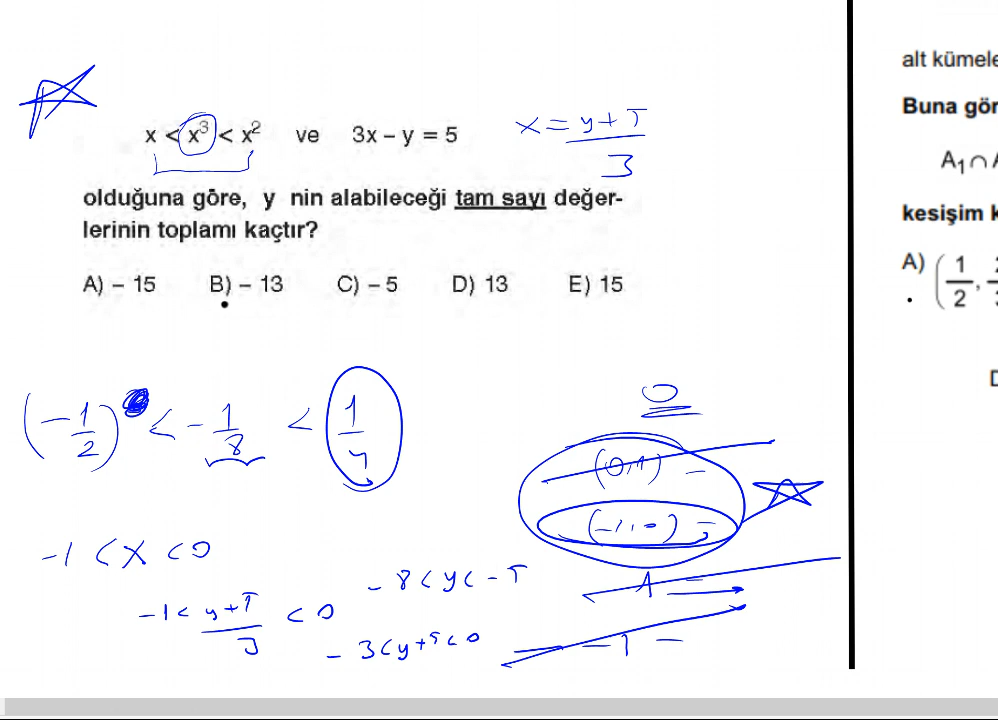 x < x³ < x² ve 3x – y = 5
x = y+5
3
olduğuna göre, y nin alabileceği tam sayı değer-
lerinin toplamı kaçtır?
A) – 15 B) – 13 C) – 5 D) 13 E) 15
(-1/2) < -1/8 < 1/4
-1 < x < 0
-1 < y+5/3 < 0
-3 < y+5 < 0
-8 < y < -5
0
(0,1) –
(-1,0)
1 –
-1 –
alt kümele
Buna gör
A₁ ∩
kesişim
A) (1/2,